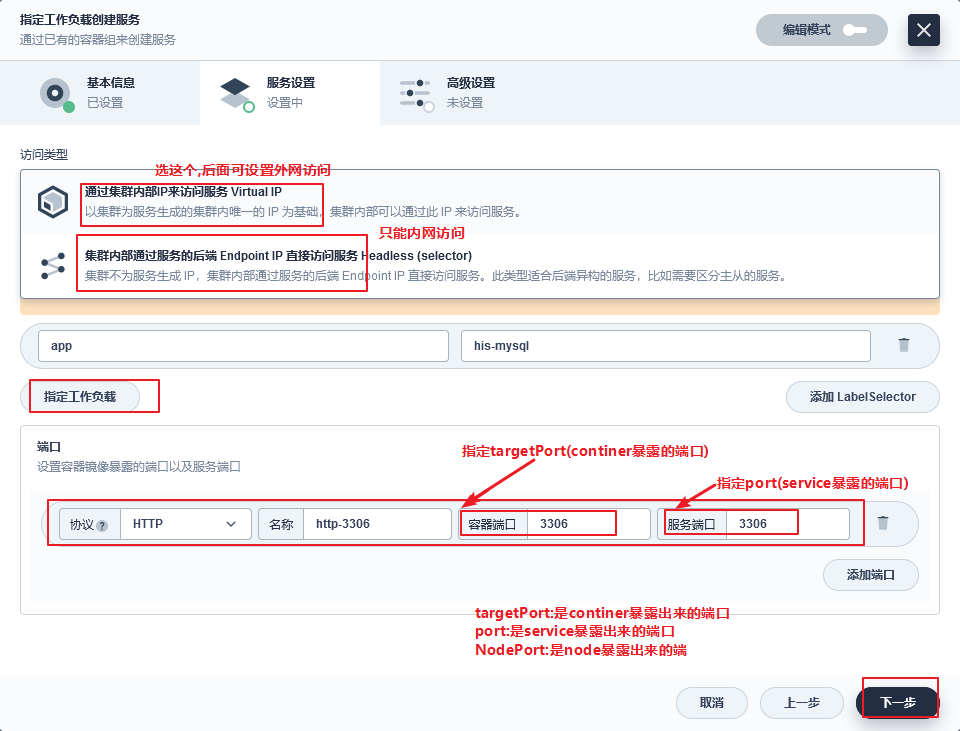 指定工作负载创建服务
通过已有的容器组来创建服务
编辑模式
基本信息
已设置
服务设置
设置中
高级设置
未设置
访问类型
选这个,后面可设置外网访问
通过集群内部IP来访问服务 Virtual IP
以集群为服务生成的集群内唯一的 IP 为基础，集群内部可以通过此 IP 来访问服务。
只能内网访问
集群内部通过服务的后端 Endpoint IP 直接访问服务 Headless (selector)
集群不为服务生成 IP，集群内部通过服务的后端 Endpoint IP 直接访问服务。此类型适合后端异构的服务，比如需要区分主从的服务。
app
his-mysql
指定工作负载
添加 LabelSelector
端口
设置容器镜像暴露的端口以及服务端口
指定targetPort(continer暴露的端口)
指定port(service暴露的端口)
协议 ? HTTP
名称 http-3306
容器端口 3306
服务端口 3306
添加端口
targetPort:是continer暴露出来的端口
port:是service暴露出来的端口
NodePort:是node暴露出来的端
取消
上一步
下一步